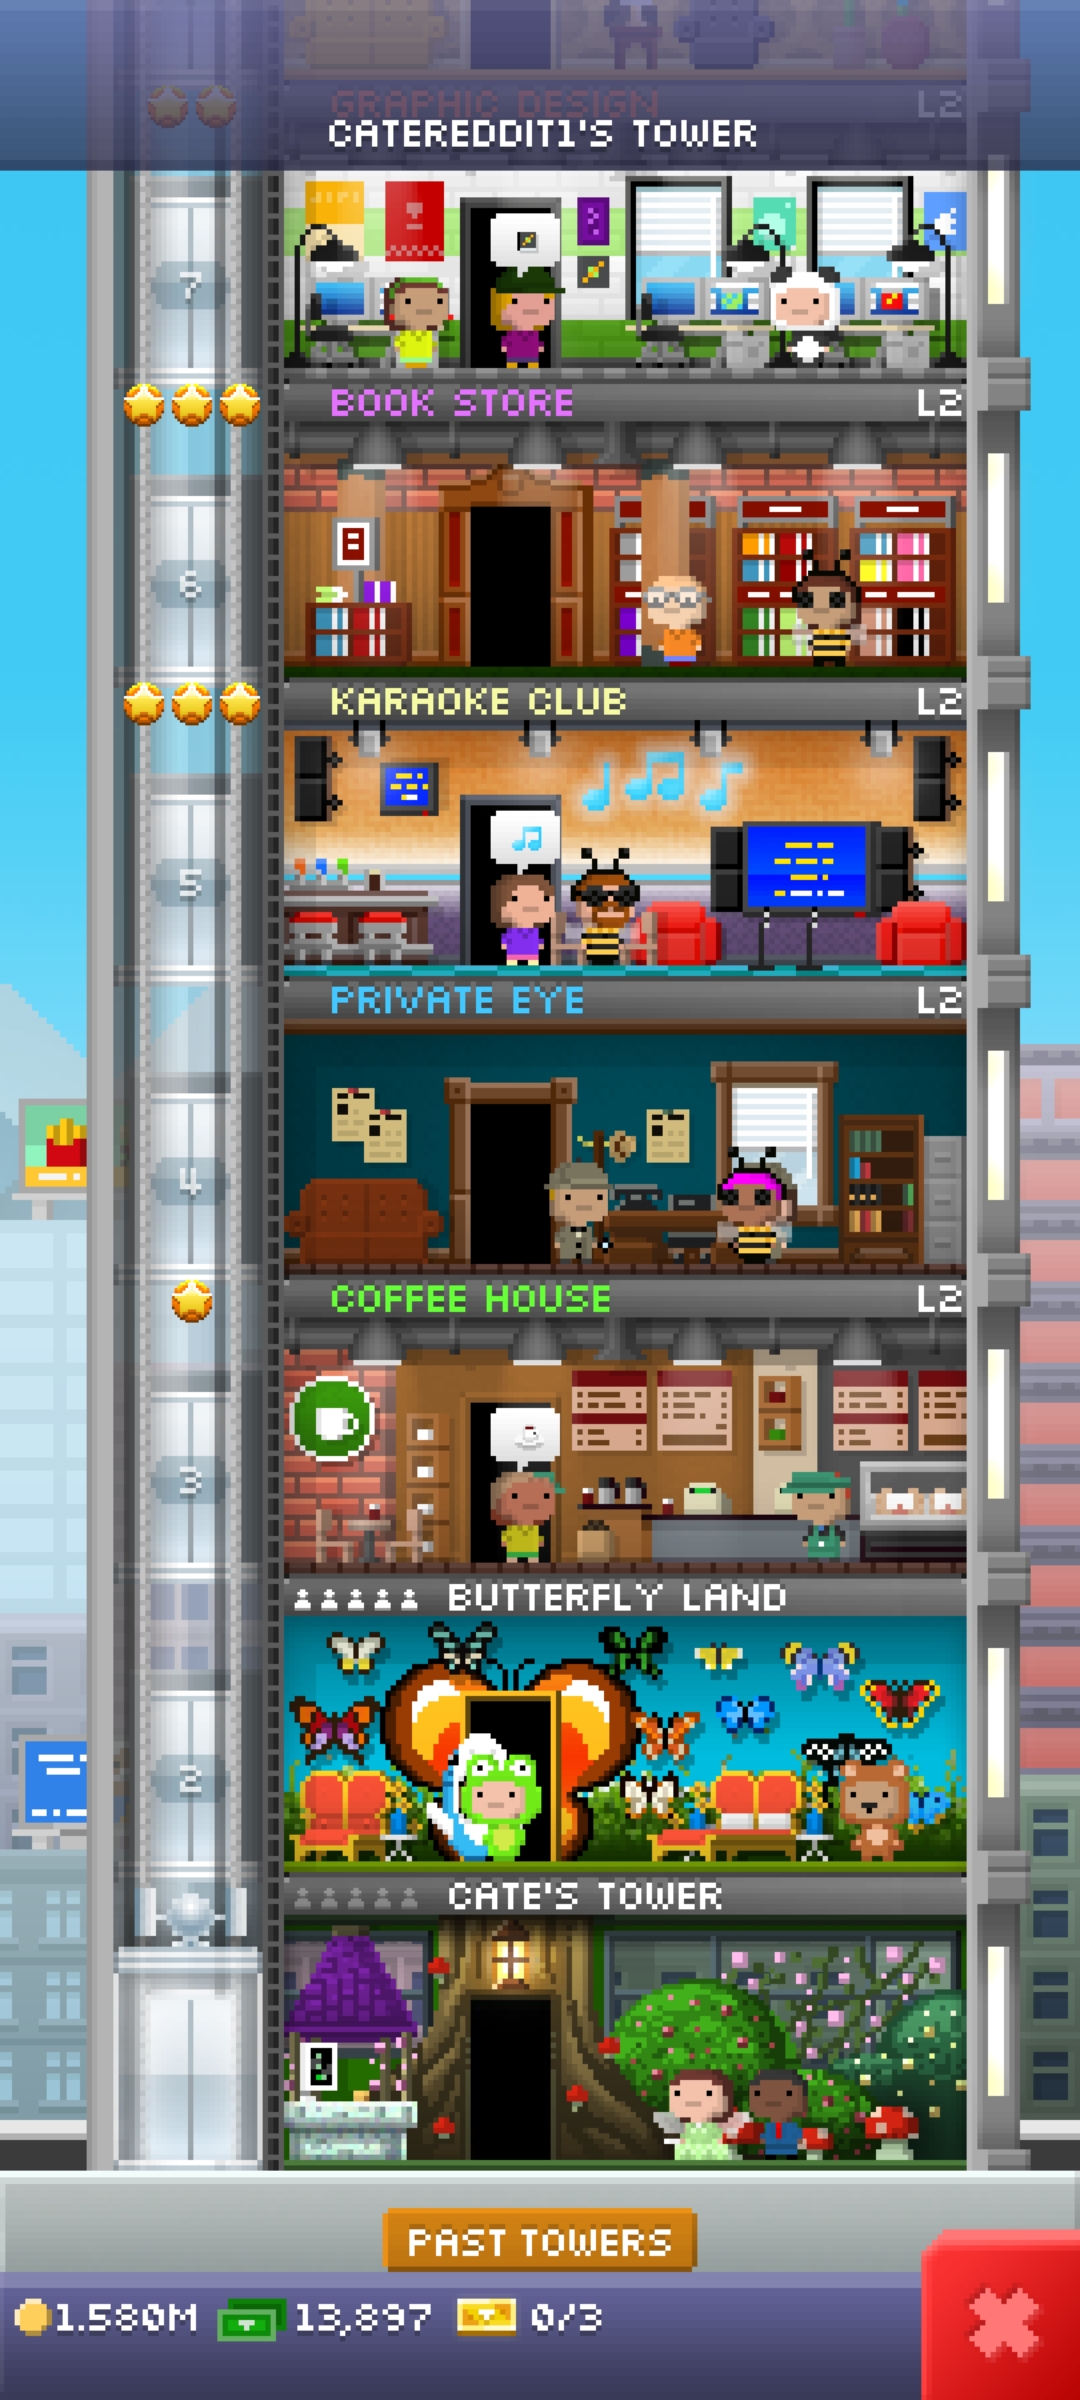 GRAPHIC DESIGN L2
CATEREDDIT1'S TOWER
7
BOOK STORE L2
6
KARAOKE CLUB L2
5
PRIVATE EYE L2
4
COFFEE HOUSE L2
3
BUTTERFLY LAND
2
CATE'S TOWER
PAST TOWERS
1.580M 13,897 0/3